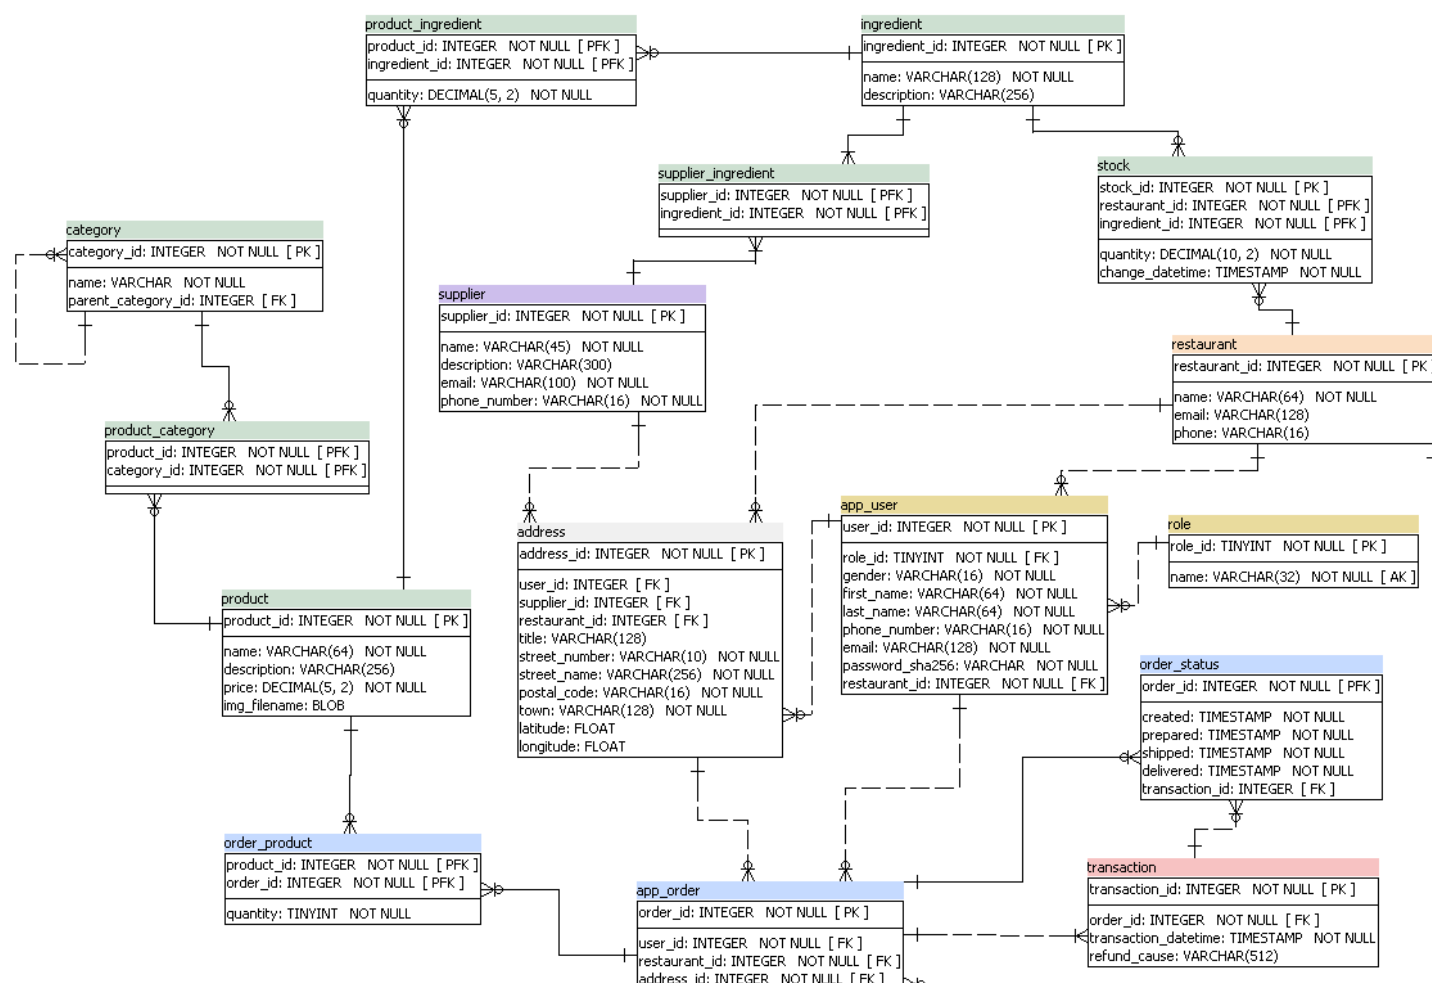 product_ingredient
product_id: INTEGER NOT NULL [ PFK ]
ingredient_id: INTEGER NOT NULL [ PFK ]
quantity: DECIMAL(5, 2) NOT NULL
ingredient
ingredient_id: INTEGER NOT NULL [ PK ]
name: VARCHAR(128) NOT NULL
description: VARCHAR(256)
supplier_ingredient
supplier_id: INTEGER NOT NULL [ PFK ]
ingredient_id: INTEGER NOT NULL [ PFK ]
stock
stock_id: INTEGER NOT NULL [ PK ]
restaurant_id: INTEGER NOT NULL [ PFK ]
ingredient_id: INTEGER NOT NULL [ PFK ]
quantity: DECIMAL(10, 2) NOT NULL
change_datetime: TIMESTAMP NOT NULL
category
category_id: INTEGER NOT NULL [ PK ]
name: VARCHAR NOT NULL
parent_category_id: INTEGER [ FK ]
supplier
supplier_id: INTEGER NOT NULL [ PK ]
name: VARCHAR(45) NOT NULL
description: VARCHAR(300)
email: VARCHAR(100) NOT NULL
phone_number: VARCHAR(16) NOT NULL
restaurant
restaurant_id: INTEGER NOT NULL [ PK ]
name: VARCHAR(64) NOT NULL
email: VARCHAR(128)
phone: VARCHAR(16)
product_category
product_id: INTEGER NOT NULL [ PFK ]
category_id: INTEGER NOT NULL [ PFK ]
address
address_id: INTEGER NOT NULL [ PK ]
user_id: INTEGER [ FK ]
supplier_id: INTEGER [ FK ]
restaurant_id: INTEGER [ FK ]
title: VARCHAR(128)
street_number: VARCHAR(10) NOT NULL
street_name: VARCHAR(256) NOT NULL
postal_code: VARCHAR(16) NOT NULL
town: VARCHAR(128) NOT NULL
latitude: FLOAT
longitude: FLOAT
app_user
user_id: INTEGER NOT NULL [ PK ]
role_id: TINYINT NOT NULL [ FK ]
gender: VARCHAR(16) NOT NULL
first_name: VARCHAR(64) NOT NULL
last_name: VARCHAR(64) NOT NULL
phone_number: VARCHAR(16) NOT NULL
email: VARCHAR(128) NOT NULL
password_sha256: VARCHAR NOT NULL
restaurant_id: INTEGER NOT NULL [ FK ]
role
role_id: TINYINT NOT NULL [ PK ]
name: VARCHAR(32) NOT NULL [ AK ]
product
product_id: INTEGER NOT NULL [ PK ]
name: VARCHAR(64) NOT NULL
description: VARCHAR(256)
price: DECIMAL(5, 2) NOT NULL
img_filename: BLOB
order_status
order_id: INTEGER NOT NULL [ PFK ]
created: TIMESTAMP NOT NULL
prepared: TIMESTAMP NOT NULL
shipped: TIMESTAMP NOT NULL
delivered: TIMESTAMP NOT NULL
transaction_id: INTEGER [ FK ]
order_product
product_id: INTEGER NOT NULL [ PFK ]
order_id: INTEGER NOT NULL [ PFK ]
quantity: TINYINT NOT NULL
app_order
order_id: INTEGER NOT NULL [ PK ]
user_id: INTEGER NOT NULL [ FK ]
restaurant_id: INTEGER NOT NULL [ FK ]
address_id: INTEGER NOT NULL [ FK ]
transaction
transaction_id: INTEGER NOT NULL [ PK ]
order_id: INTEGER NOT NULL [ FK ]
transaction_datetime: TIMESTAMP NOT NULL
refund_cause: VARCHAR(512)